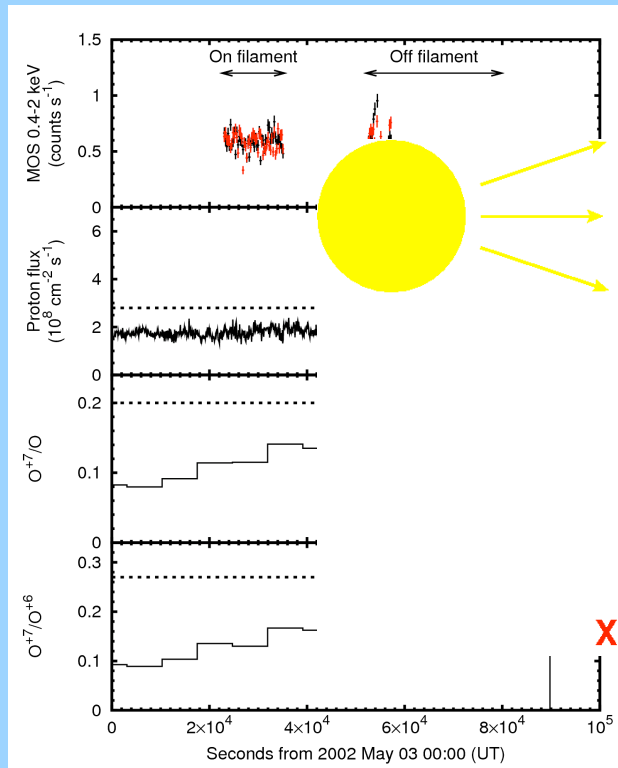 1.5
On filament
Off filament
MOS 0.4-2 keV
(counts s⁻¹)
1
0.5
0
Proton flux
(10⁸ cm⁻² s⁻¹)
6
4
2
0
O⁺⁷/O
0.2
0.1
0
O⁺⁷/O⁺⁶
0.3
0.2
0.1
0
X
0 2×10⁴ 4×10⁴ 6×10⁴ 8×10⁴ 10⁵
Seconds from 2002 May 03 00:00 (UT)